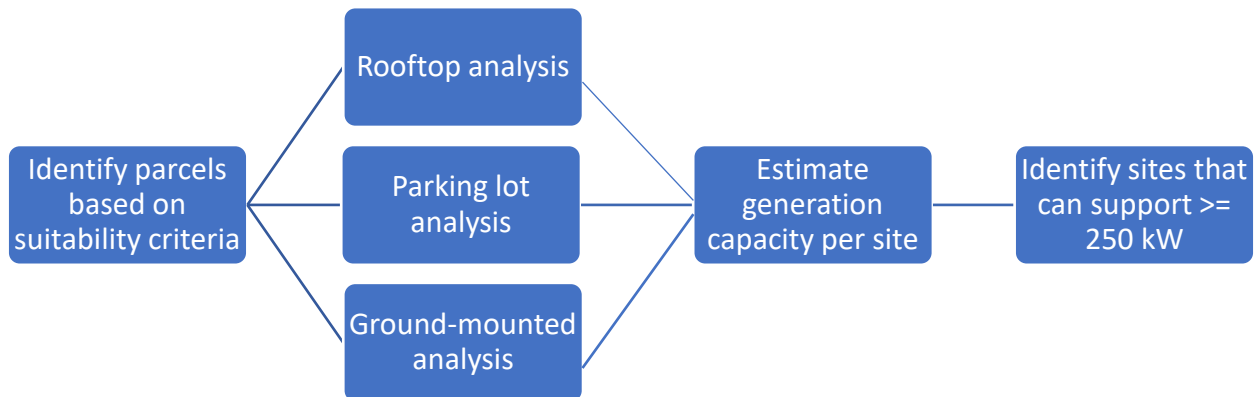 Rooftop analysis
Identify parcels
based on
suitability criteria
Parking lot
analysis
Ground-mounted
analysis
Estimate
generation
capacity per site
Identify sites that
can support >=
250 kW